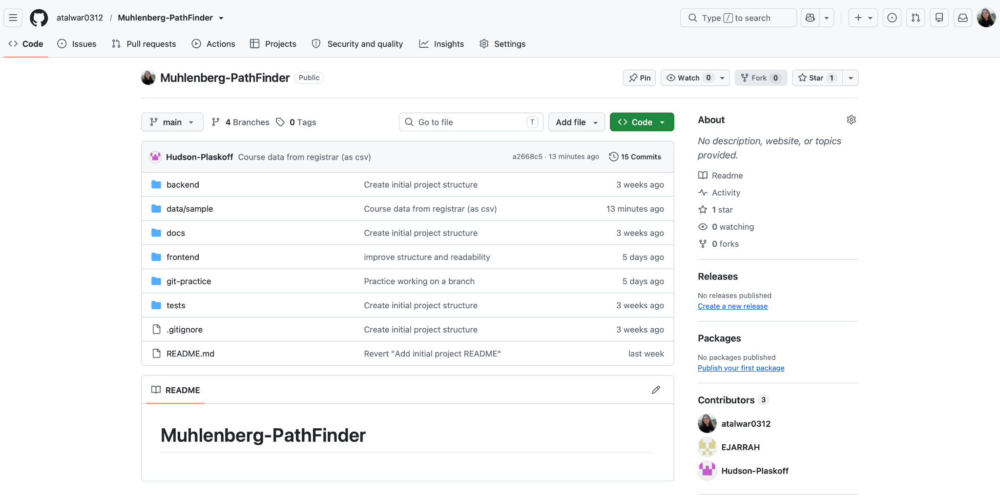 atalwar0312 / Muhlenberg-PathFinder
Type / to search
Code
Issues
Pull requests
Actions
Projects
Security and quality
Insights
Settings
Muhlenberg-PathFinder Public
Pin
Watch 0
Fork 0
Star 1
main
4 Branches
0 Tags
Go to file T
Add file
Code
Hudson-Plaskoff Course data from registrar (as csv) a2668c5 · 13 minutes ago 15 Commits
backend Create initial project structure 3 weeks ago
data/sample Course data from registrar (as csv) 13 minutes ago
docs Create initial project structure 3 weeks ago
frontend improve structure and readability 5 days ago
git-practice Practice working on a branch 5 days ago
tests Create initial project structure 3 weeks ago
.gitignore Create initial project structure 3 weeks ago
README.md Revert "Add initial project README" last week
README
Muhlenberg-PathFinder
About
No description, website, or topics
provided.
Readme
Activity
1 star
0 watching
0 forks
Releases
No releases published
Create a new release
Packages
No packages published
Publish your first package
Contributors 3
atalwar0312
EJARRAH
Hudson-Plaskoff